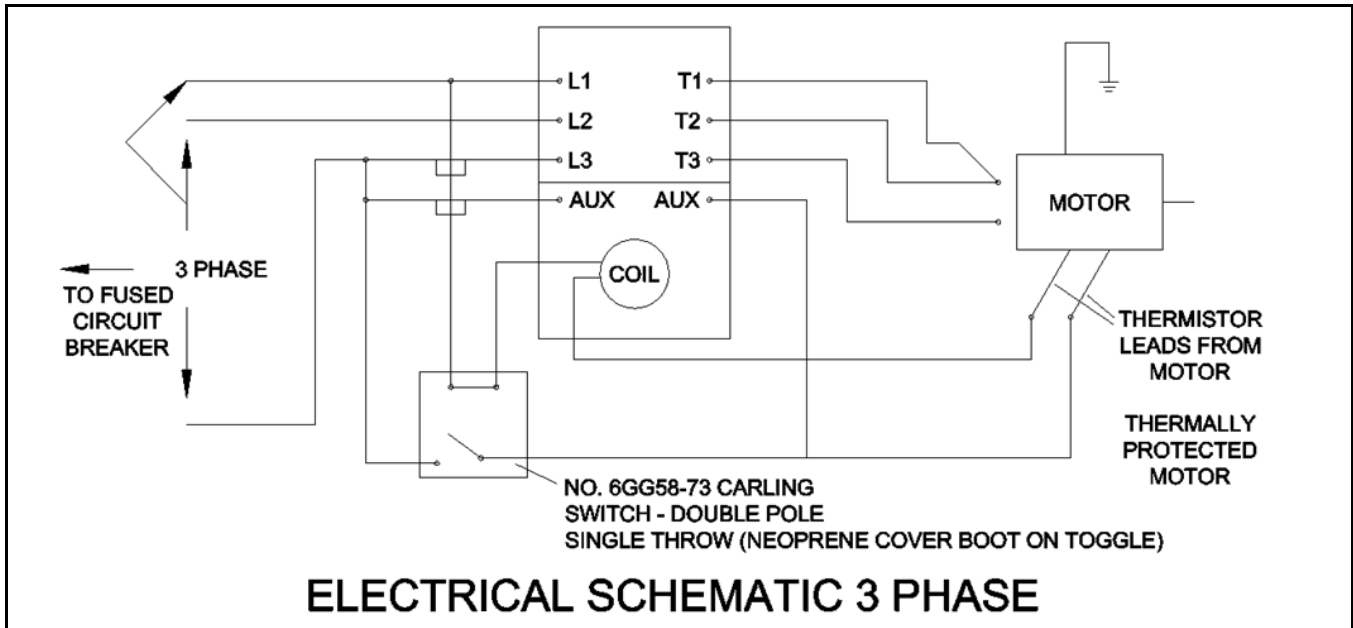 L1
T1
L2
T2
L3
T3
AUX
AUX
MOTOR
3 PHASE
TO FUSED
CIRCUIT
BREAKER
COIL
THERMISTOR
LEADS FROM
MOTOR
THERMALLY
PROTECTED
MOTOR
NO. 6GG58-73 CARLING
SWITCH - DOUBLE POLE
SINGLE THROW (NEOPRENE COVER BOOT ON TOGGLE)
ELECTRICAL SCHEMATIC 3 PHASE